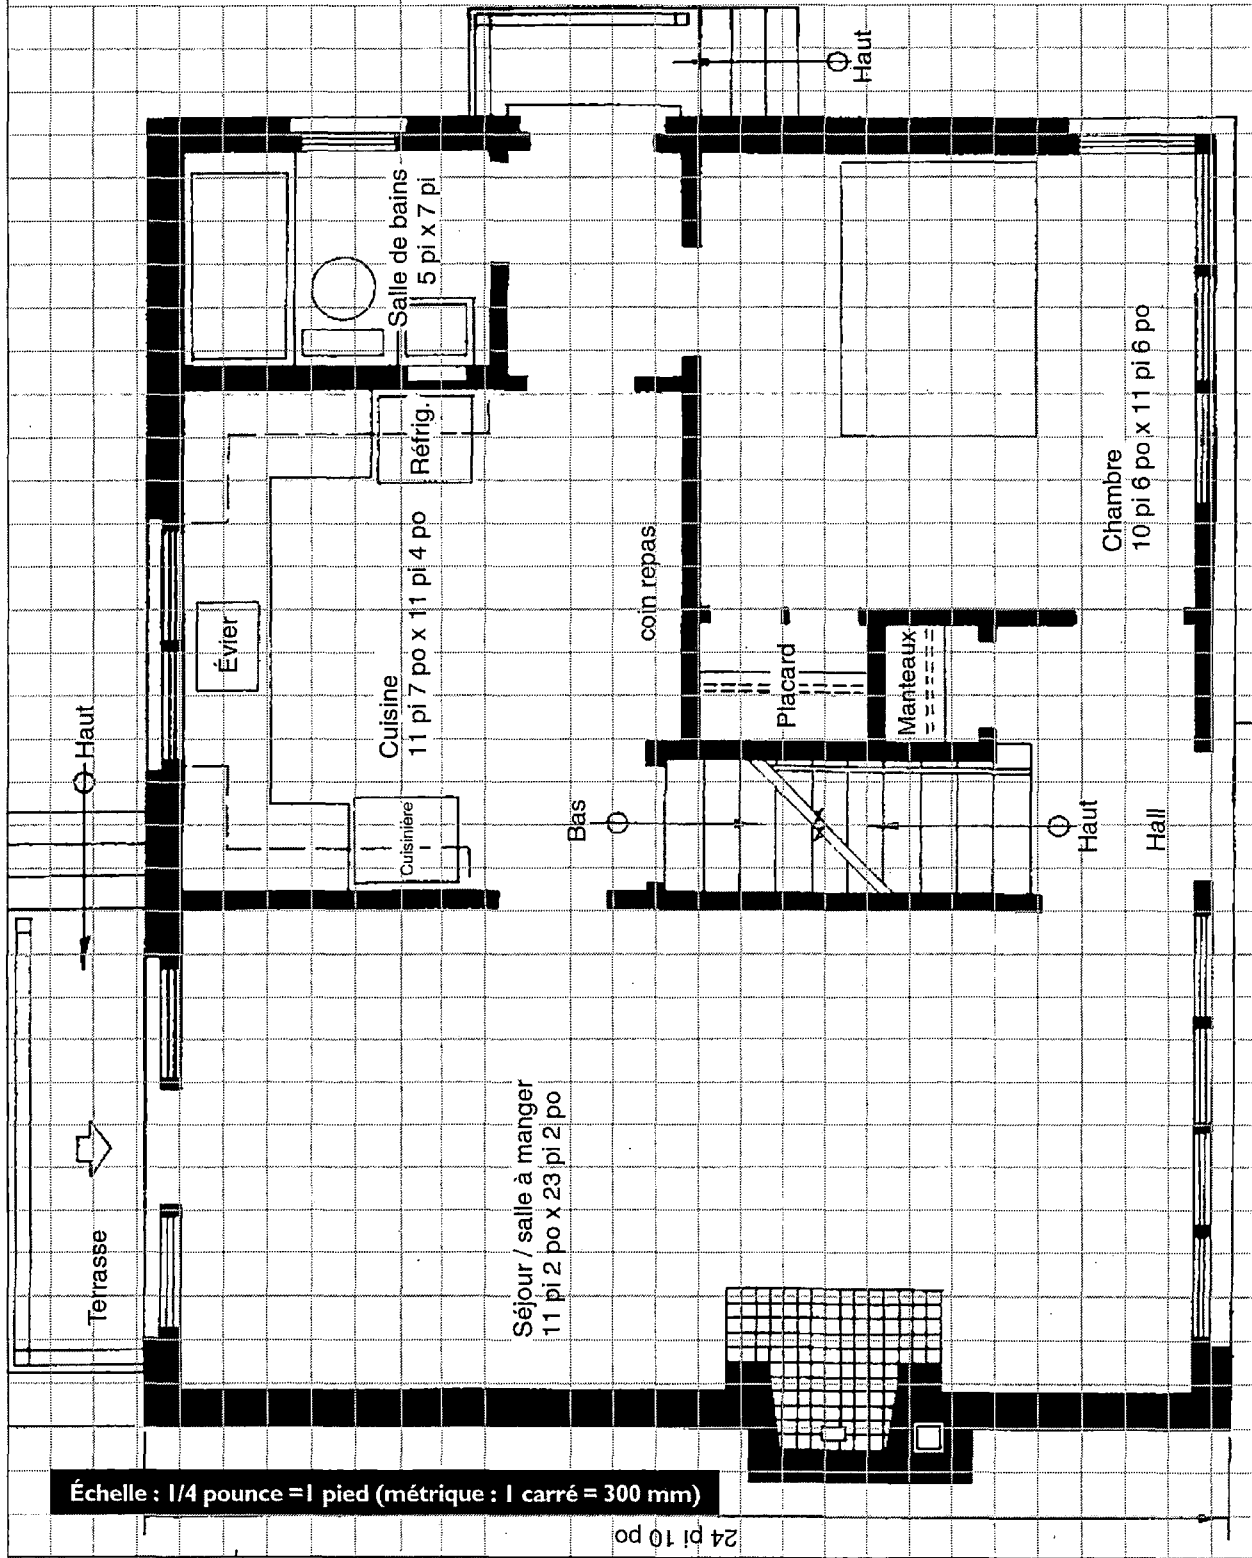 Haut
Salle de bains
5 pi x 7 pi
Réfrig.
Évier
Cuisine
11 pi 7 po x 11 pi 4 po
Cuisinière
Haut
coin repas
Chambre
10 pi 6 po x 11 pi 6 po
Placard
Manteaux
Bas
Haut
Hall
Terrasse
Séjour / salle à manger
11 pi 2 po x 23 pi 2 po
Échelle : 1/4 pounce =1 pied (métrique : 1 carré = 300 mm)
24 pi 10 po